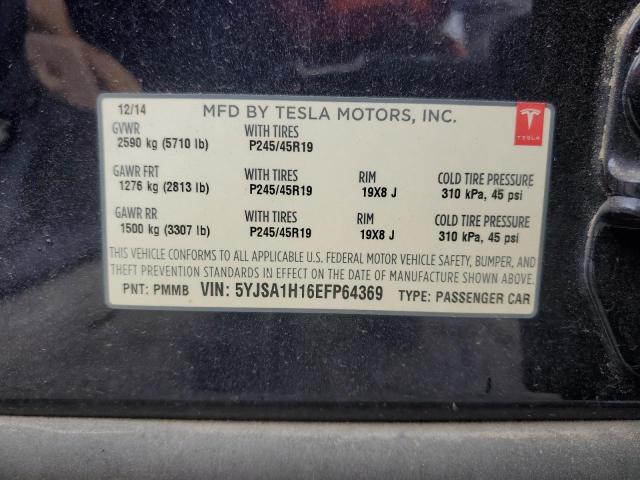 12/14 MFD BY TESLA MOTORS, INC.
GVWR WITH TIRES
2590 kg (5710 lb) P245/45R19
GAWR FRT WITH TIRES RIM COLD TIRE PRESSURE
1276 kg (2813 lb) P245/45R19 19X8 J 310 kPa, 45 psi
GAWR RR WITH TIRES RIM COLD TIRE PRESSURE
1500 kg (3307 lb) P245/45R19 19X8 J 310 kPa, 45 psi
THIS VEHICLE CONFORMS TO ALL APPLICABLE U.S. FEDERAL MOTOR VEHICLE SAFETY, BUMPER, AND
THEFT PREVENTION STANDARDS IN EFFECT ON THE DATE OF MANUFACTURE SHOWN ABOVE.
PNT: PMMB VIN: 5YJSA1H16EFP64369 TYPE: PASSENGER CAR
TESLA